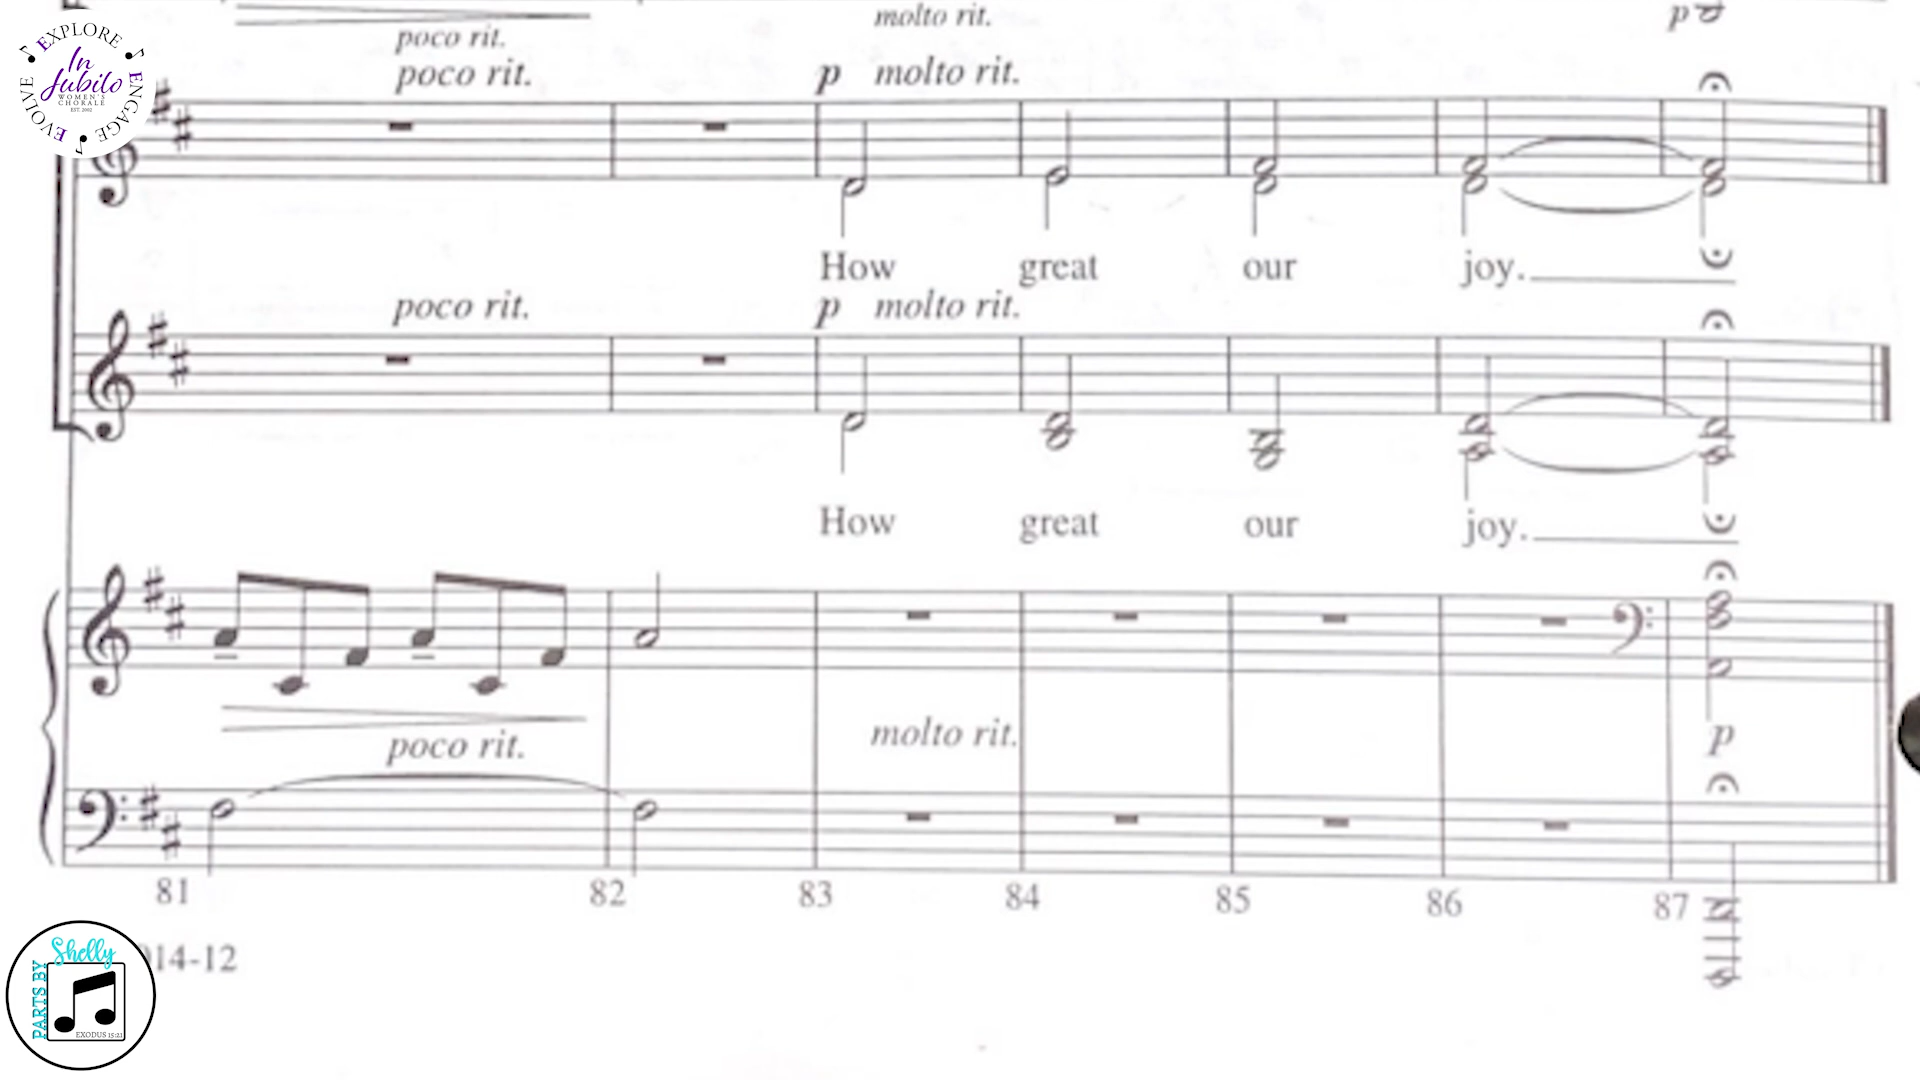 molto rit.
p
poco rit.
EXPLORE
ENGAGE
EVOLVE
In
Jubilo
WOMEN'S
CHORALE
EST. 2002
poco rit.
p molto rit.
How great our joy.
poco rit.
p molto rit.
How great our joy.
poco rit.
molto rit.
p
81 82 83 84 85 86 87
014-12
PARTS BY
Shelly
EXODUS 15:21